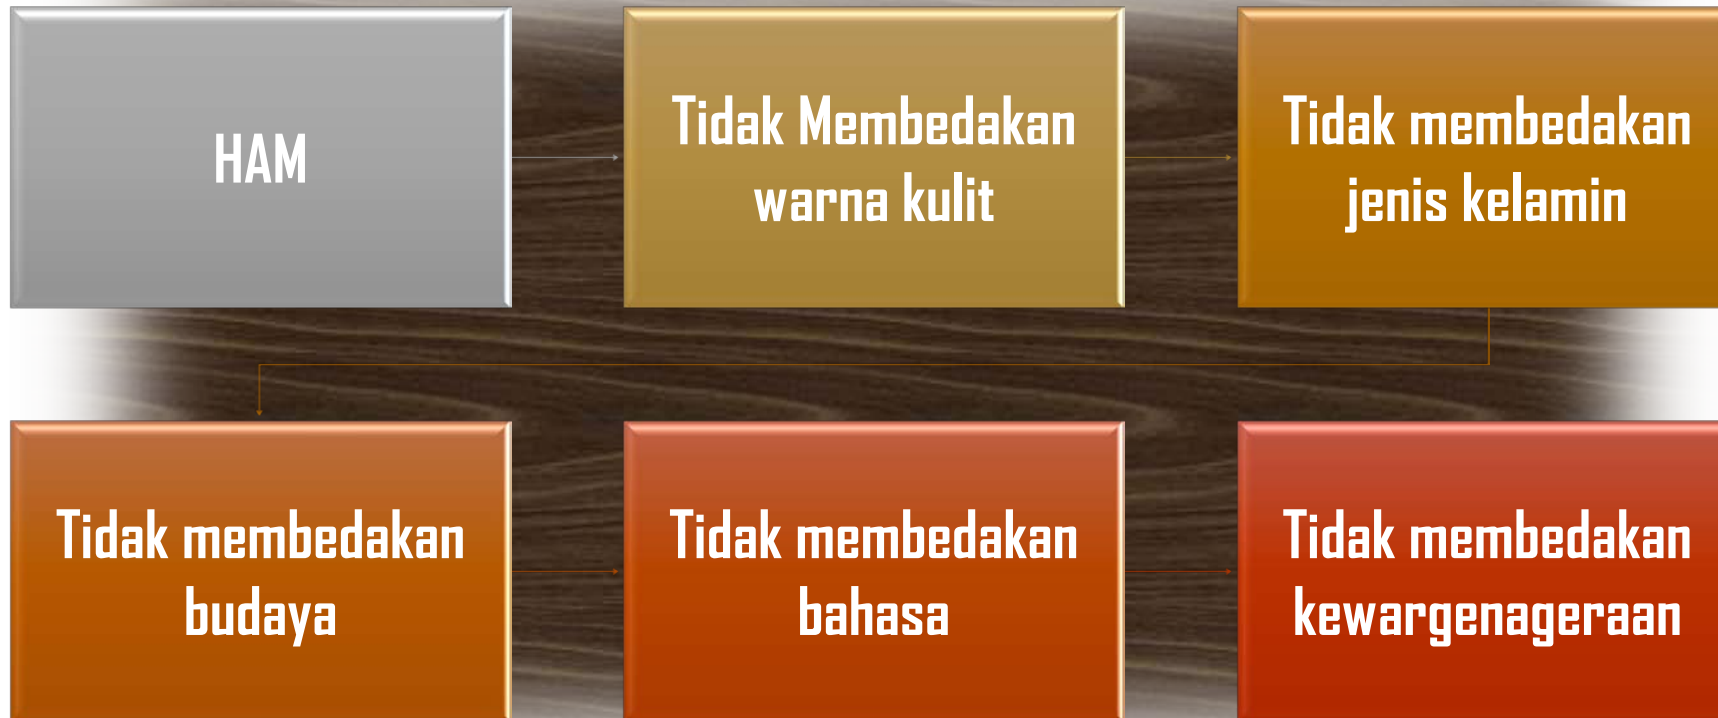 HAM
Tidak Membedakan
warna kulit
Tidak membedakan
jenis kelamin
Tidak membedakan
budaya
Tidak membedakan
bahasa
Tidak membedakan
kewargenageraan